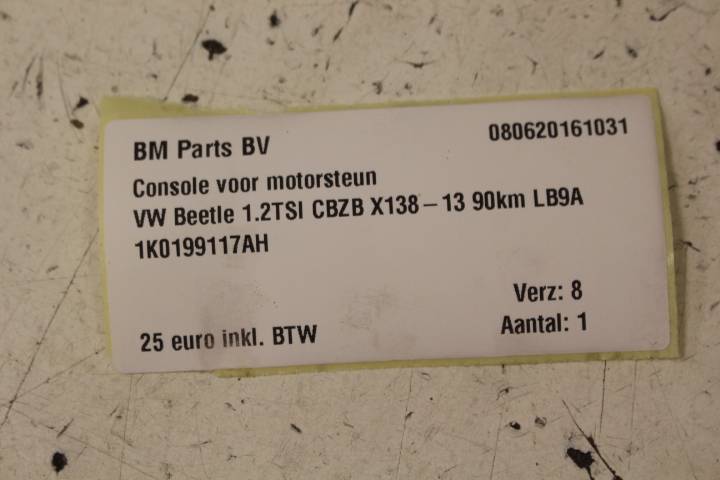 BM Parts BV 080620161031
Console voor motorsteun
VW Beetle 1.2TSI CBZB X138-13 90km LB9A
1K0199117AH
Verz: 8
25 euro inkl. BTW Aantal: 1